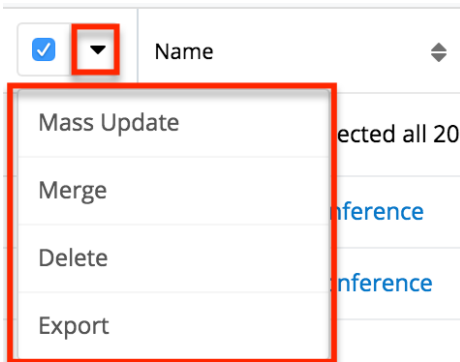 Name
Mass Update
ected all 20
Merge
nference
Delete
nference
Export